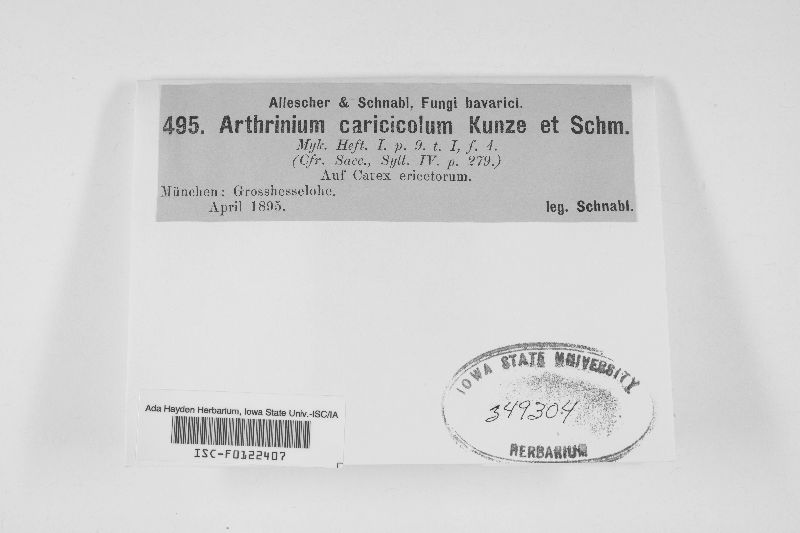 Allescher & Schnabl, Fungi bavarici.
495. Arthrinium caricicolum Kunze et Schm.
Myk. Heft. I. p. 9. t. I, f. 4.
(Cfr. Sacc., Syll. IV. p. 279.)
Auf Carex ericetorum.
München: Grosshesselohe.
April 1895. leg. Schnabl.
IOWA STATE UNIVERSITY
349304
HERBARIUM
Ada Hayden Herbarium, Iowa State Univ.-ISC/IA
ISC-F0122407